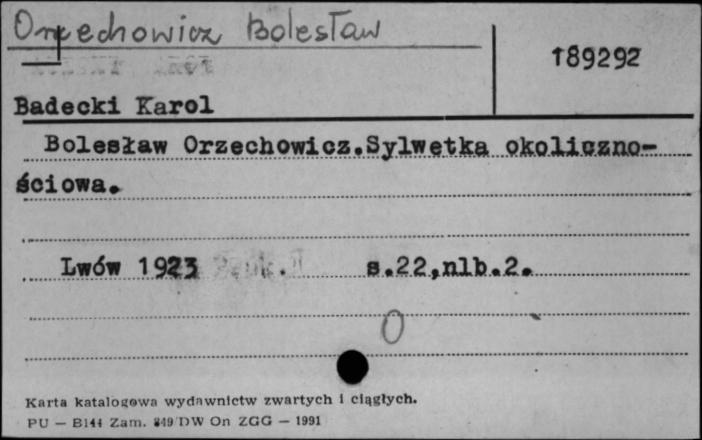 Orzechowicz Bolesław
189292
Badecki Karol
Bolesław Orzechowicz.Sylwetka okoliczno-
ściowa.
Lwów 1923 s.22,nlb.2.
0
Karta katalogowa wydawnictw zwartych i ciągłych.
PU — B144 Zam. 849/DW On ZGG — 1991